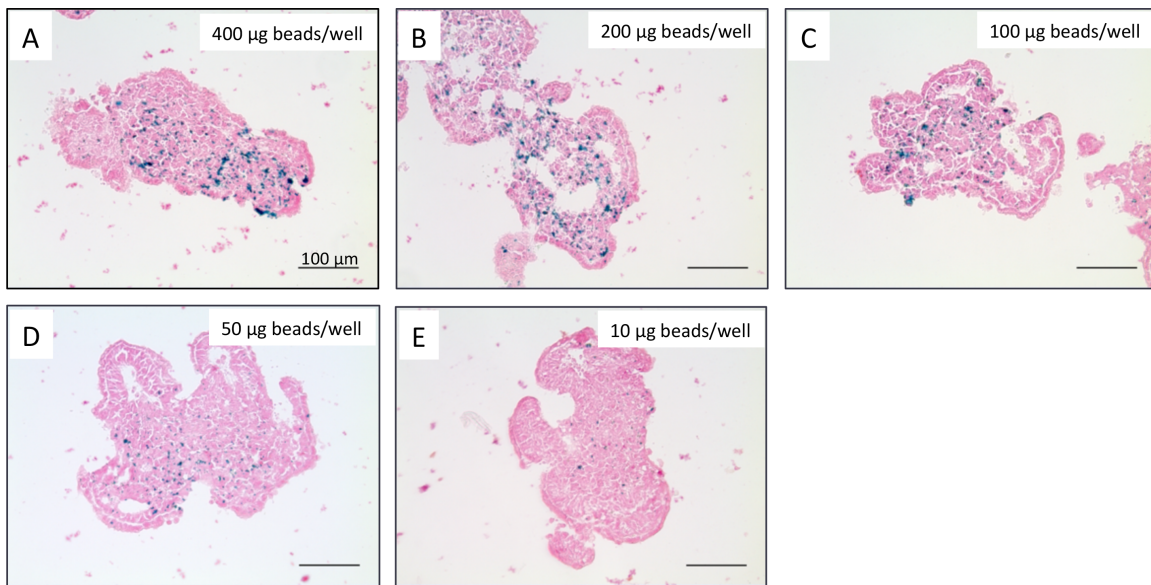 A
400 µg beads/well
100 µm
B
200 µg beads/well
C
100 µg beads/well
D
50 µg beads/well
E
10 µg beads/well